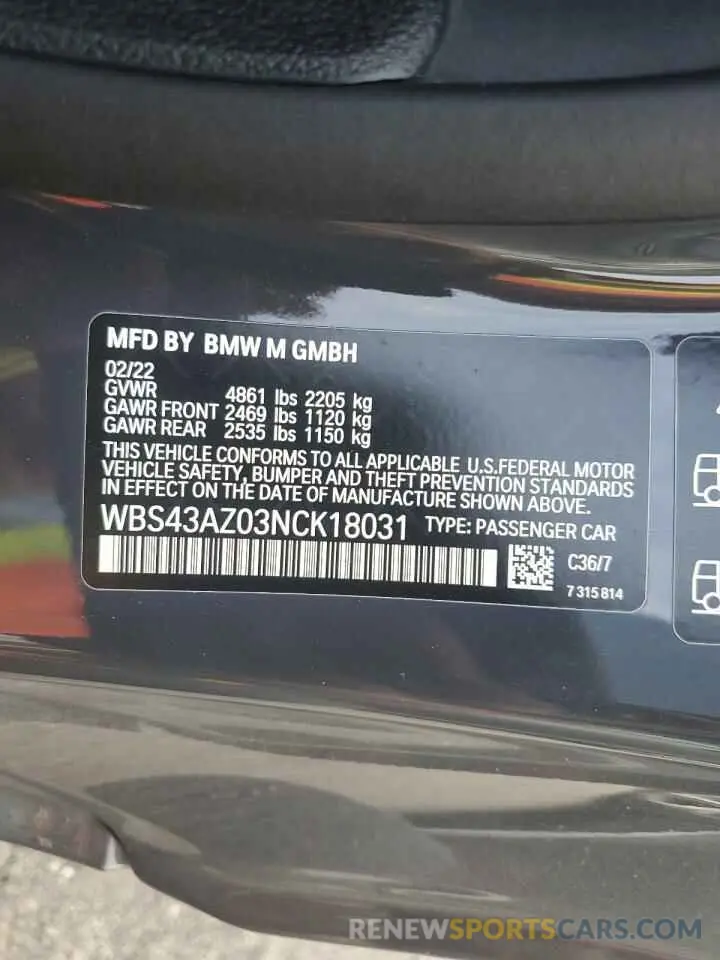 MFD BY BMW M GMBH
02/22
GVWR 4861 lbs 2205 kg
GAWR FRONT 2469 lbs 1120 kg
GAWR REAR 2535 lbs 1150 kg
THIS VEHICLE CONFORMS TO ALL APPLICABLE U.S.FEDERAL MOTOR
VEHICLE SAFETY, BUMPER AND THEFT PREVENTION STANDARDS
IN EFFECT ON THE DATE OF MANUFACTURE SHOWN ABOVE.
WBS43AZ03NCK18031 TYPE: PASSENGER CAR
C36/7
7 315 814
RENEWSPORTSCARS.COM